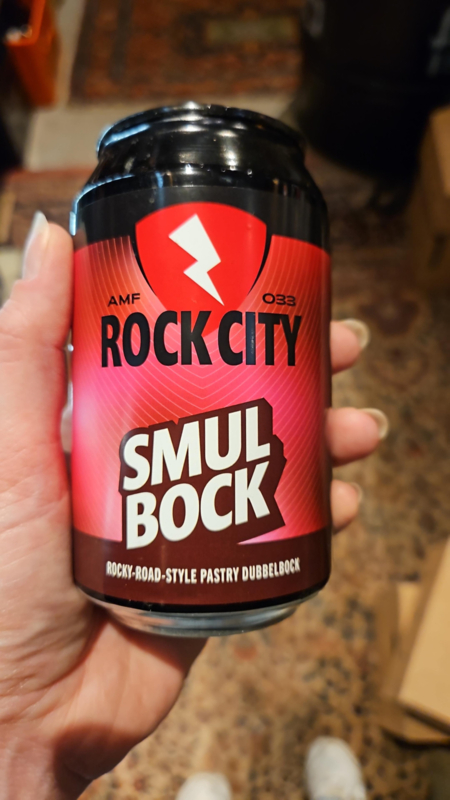 AMF 033
ROCK CITY
SMUL
BOCK
ROCKY-ROAD-STYLE PASTRY DUBBELBOCK